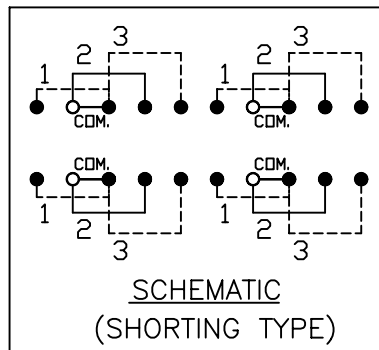 3 3
2 2
1 1
COM. COM.
COM. COM.
1 1
2 2
3 3
SCHEMATIC
(SHORTING TYPE)